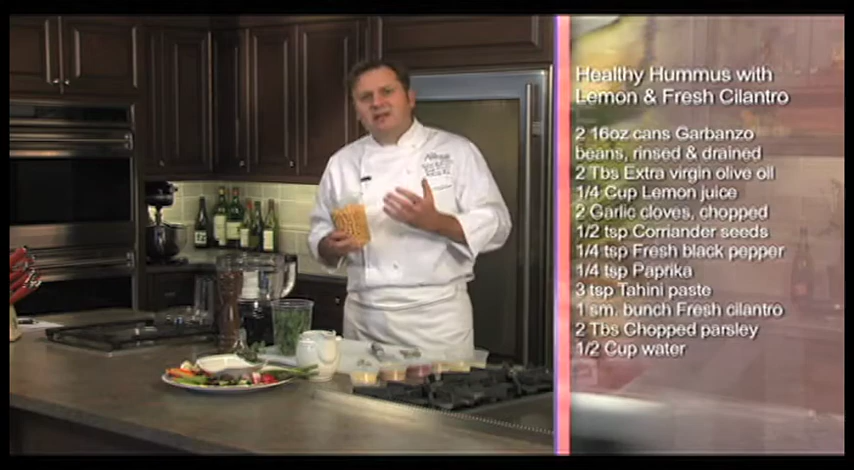 Healthy Hummus with
Lemon & Fresh Cilantro
2 16oz cans Garbanzo
beans, rinsed & drained
2 Tbs Extra virgin olive oil
1/4 Cup Lemon juice
2 Garlic cloves, chopped
1/2 tsp Corriander seeds
1/4 tsp Fresh black pepper
1/4 tsp Paprika
3 tsp Tahini paste
1 sm. bunch Fresh cilantro
2 Tbs Chopped parsley
1/2 Cup water